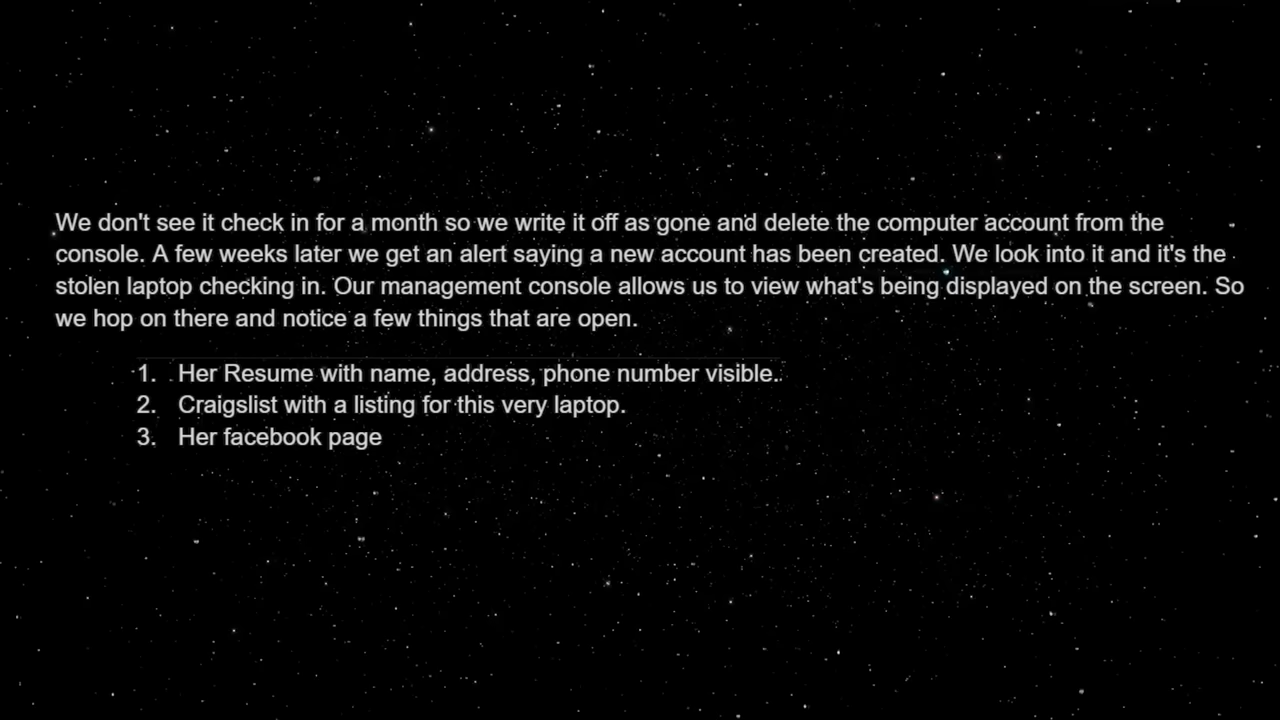 We don't see it check in for a month so we write it off as gone and delete the computer account from the
console. A few weeks later we get an alert saying a new account has been created. We look into it and it's the
stolen laptop checking in. Our management console allows us to view what's being displayed on the screen. So
we hop on there and notice a few things that are open.
1. Her Resume with name, address, phone number visible.
2. Craigslist with a listing for this very laptop.
3. Her facebook page